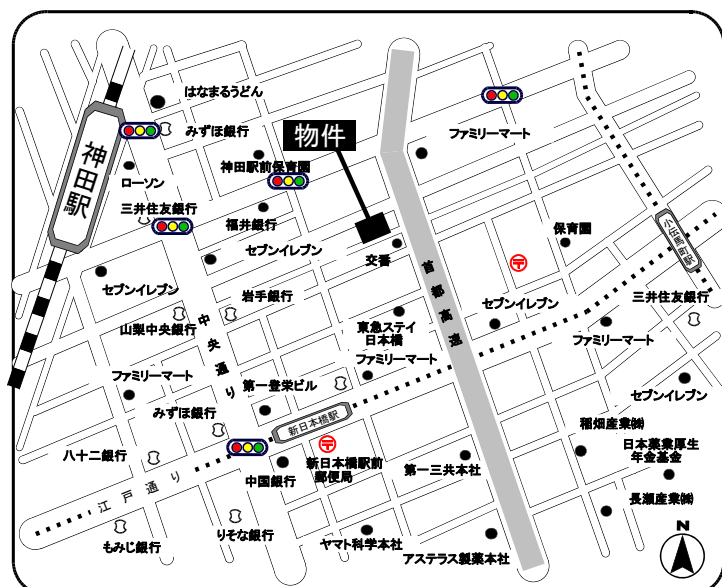 はなまるうどん
みずほ銀行
物件
ファミリーマート
神田駅
ローソン
神田駅前保育園
三井住友銀行
福井銀行
セブンイレブン
交番
保育園
小伝馬町駅
首都高速
セブンイレブン
岩手銀行
山梨中央銀行
中央通り
東急ステイ
日本橋
セブンイレブン
三井住友銀行
ファミリーマート
ファミリーマート
ファミリーマート
第一登栄ビル
セブンイレブン
みずほ銀行
新日本橋駅
稲畑産業㈱
日本薬業厚生
年金基金
八十二銀行
江戸通り
中国銀行
新日本橋駅前
郵便局
第一三共本社
長瀬産業㈱
もみじ銀行
りそな銀行
ヤマト科学本社
アステラス製薬本社
N